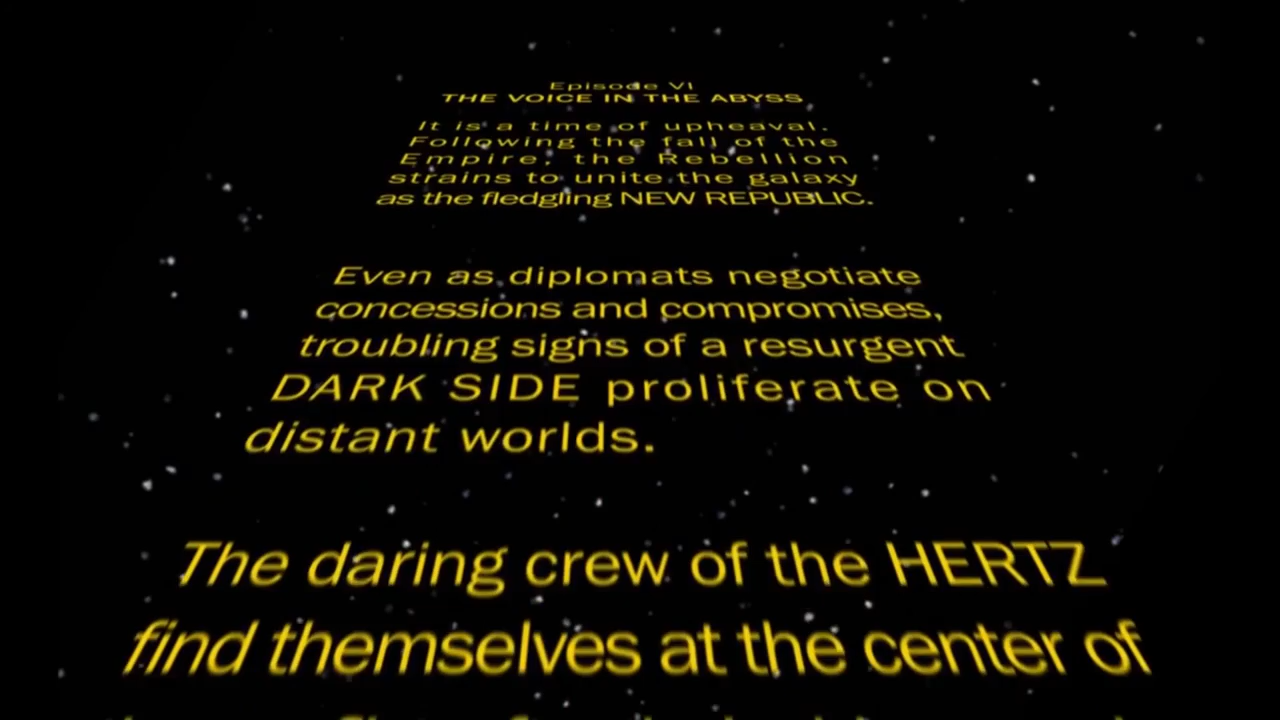 Episode VI
THE VOICE IN THE ABYSS
It is a time of upheaval.
Following the fall of the
Empire, the Rebellion
strains to unite the galaxy
as the fledgling NEW REPUBLIC.
Even as diplomats negotiate
concessions and compromises,
troubling signs of a resurgent
DARK SIDE proliferate on
distant worlds.
The daring crew of the HERTZ
find themselves at the center of